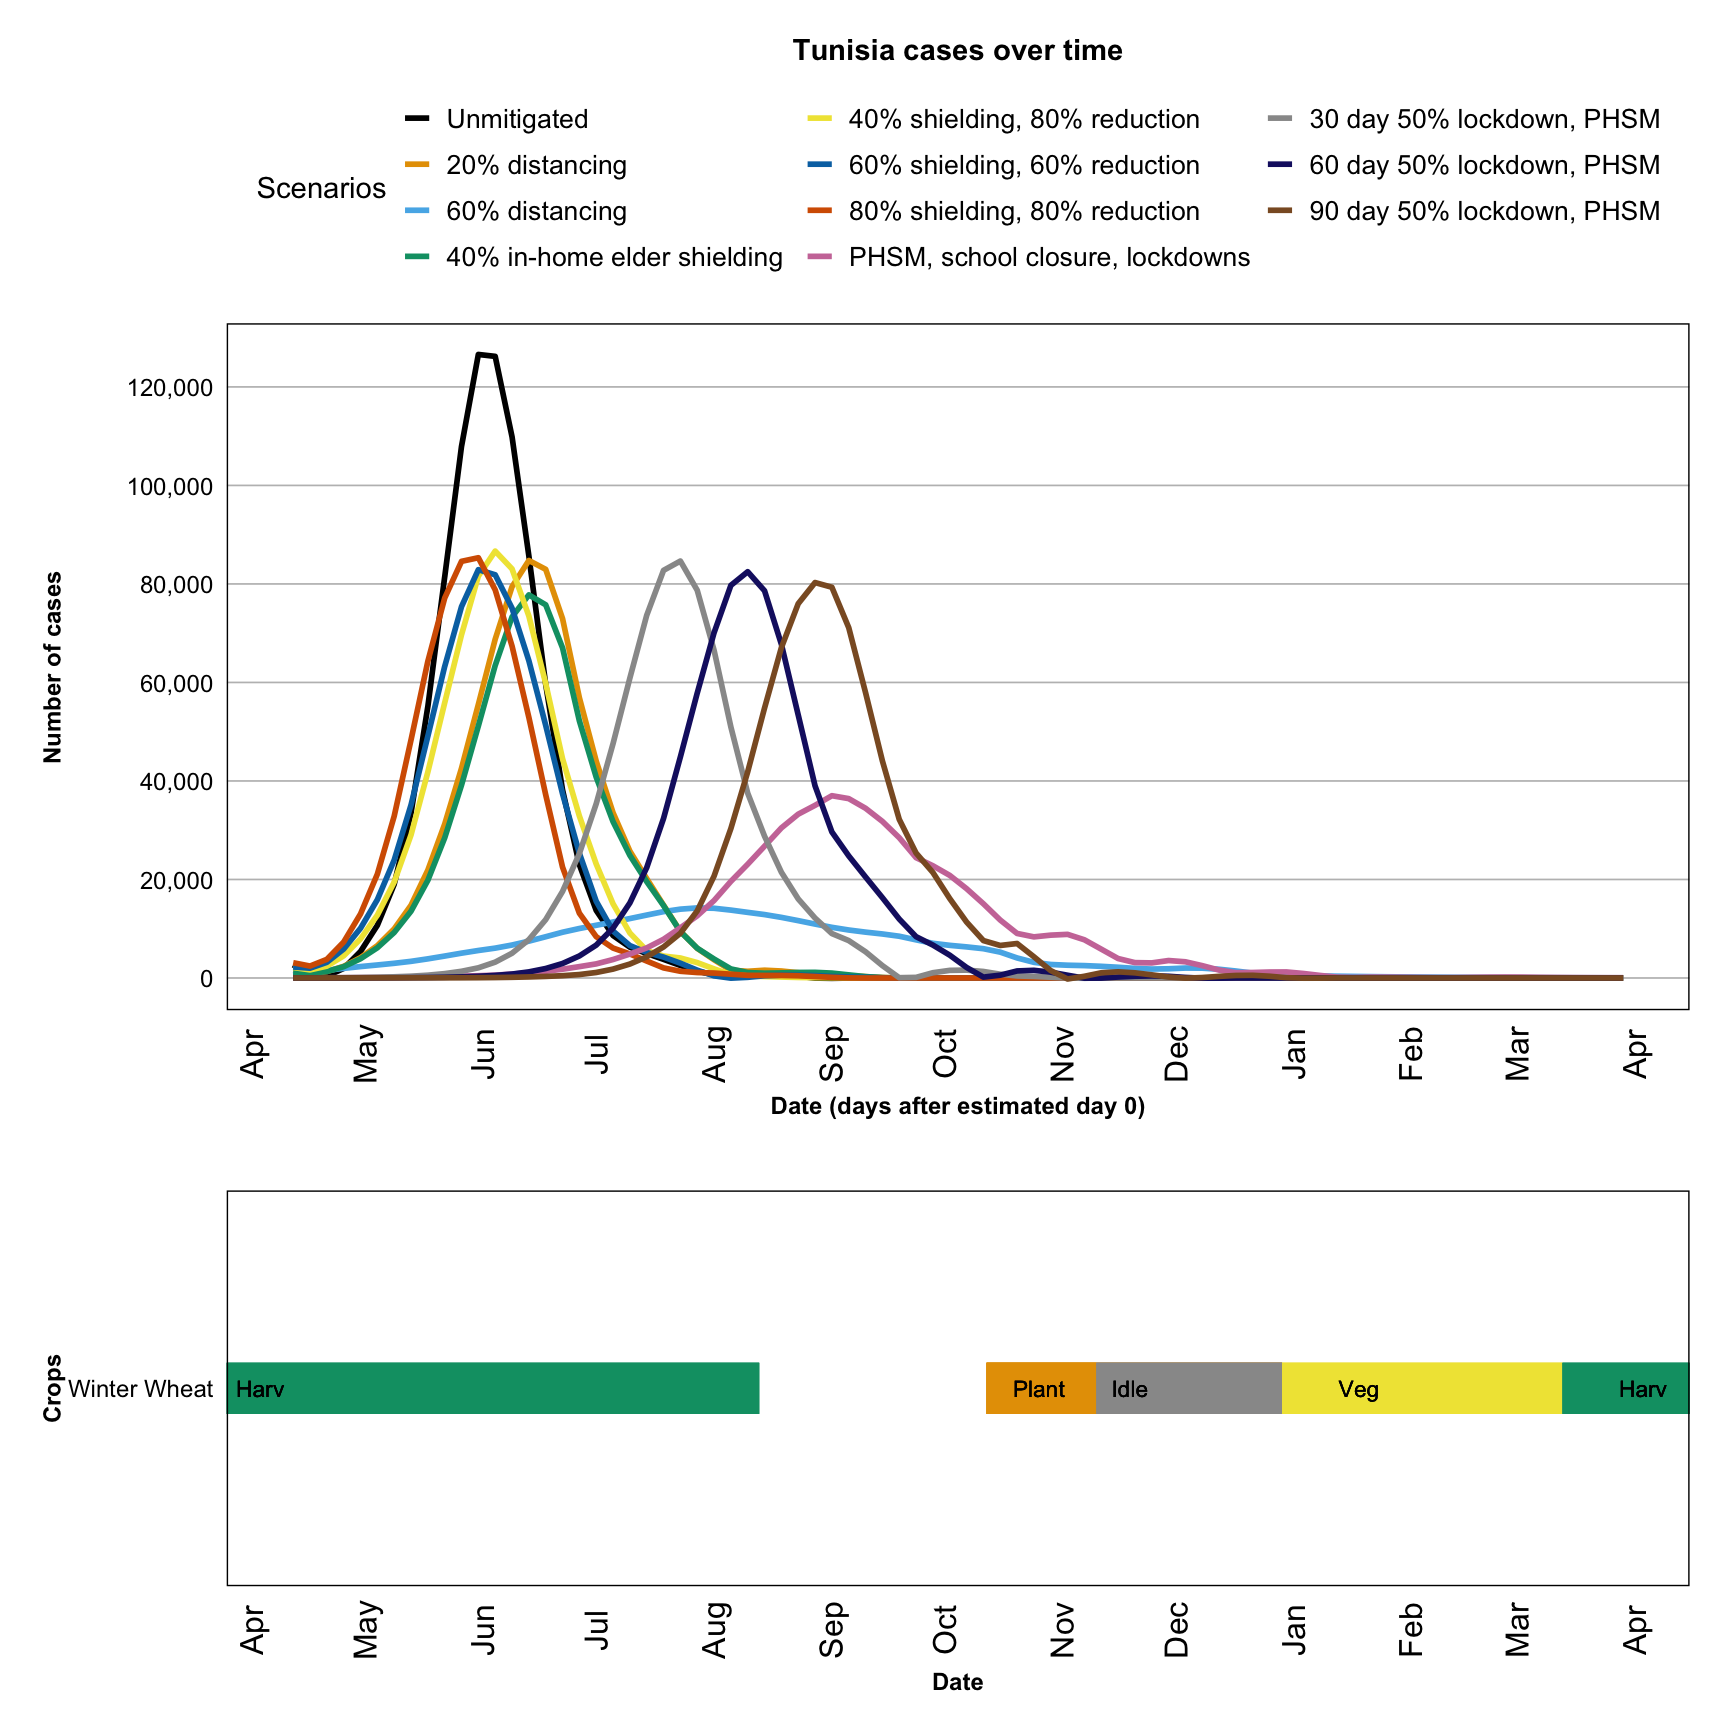 Tunisia cases over time
Scenarios
Unmitigated
20% distancing
60% distancing
40% in-home elder shielding
40% shielding, 80% reduction
60% shielding, 60% reduction
80% shielding, 80% reduction
PHSM, school closure, lockdowns
30 day 50% lockdown, PHSM
60 day 50% lockdown, PHSM
90 day 50% lockdown, PHSM
Number of cases
120,000
100,000
80,000
60,000
40,000
20,000
0
Apr May Jun Jul Aug Sep Oct Nov Dec Jan Feb Mar Apr
Date (days after estimated day 0)
Crops
Winter Wheat
Harv Plant Idle Veg Harv
Apr May Jun Jul Aug Sep Oct Nov Dec Jan Feb Mar Apr
Date